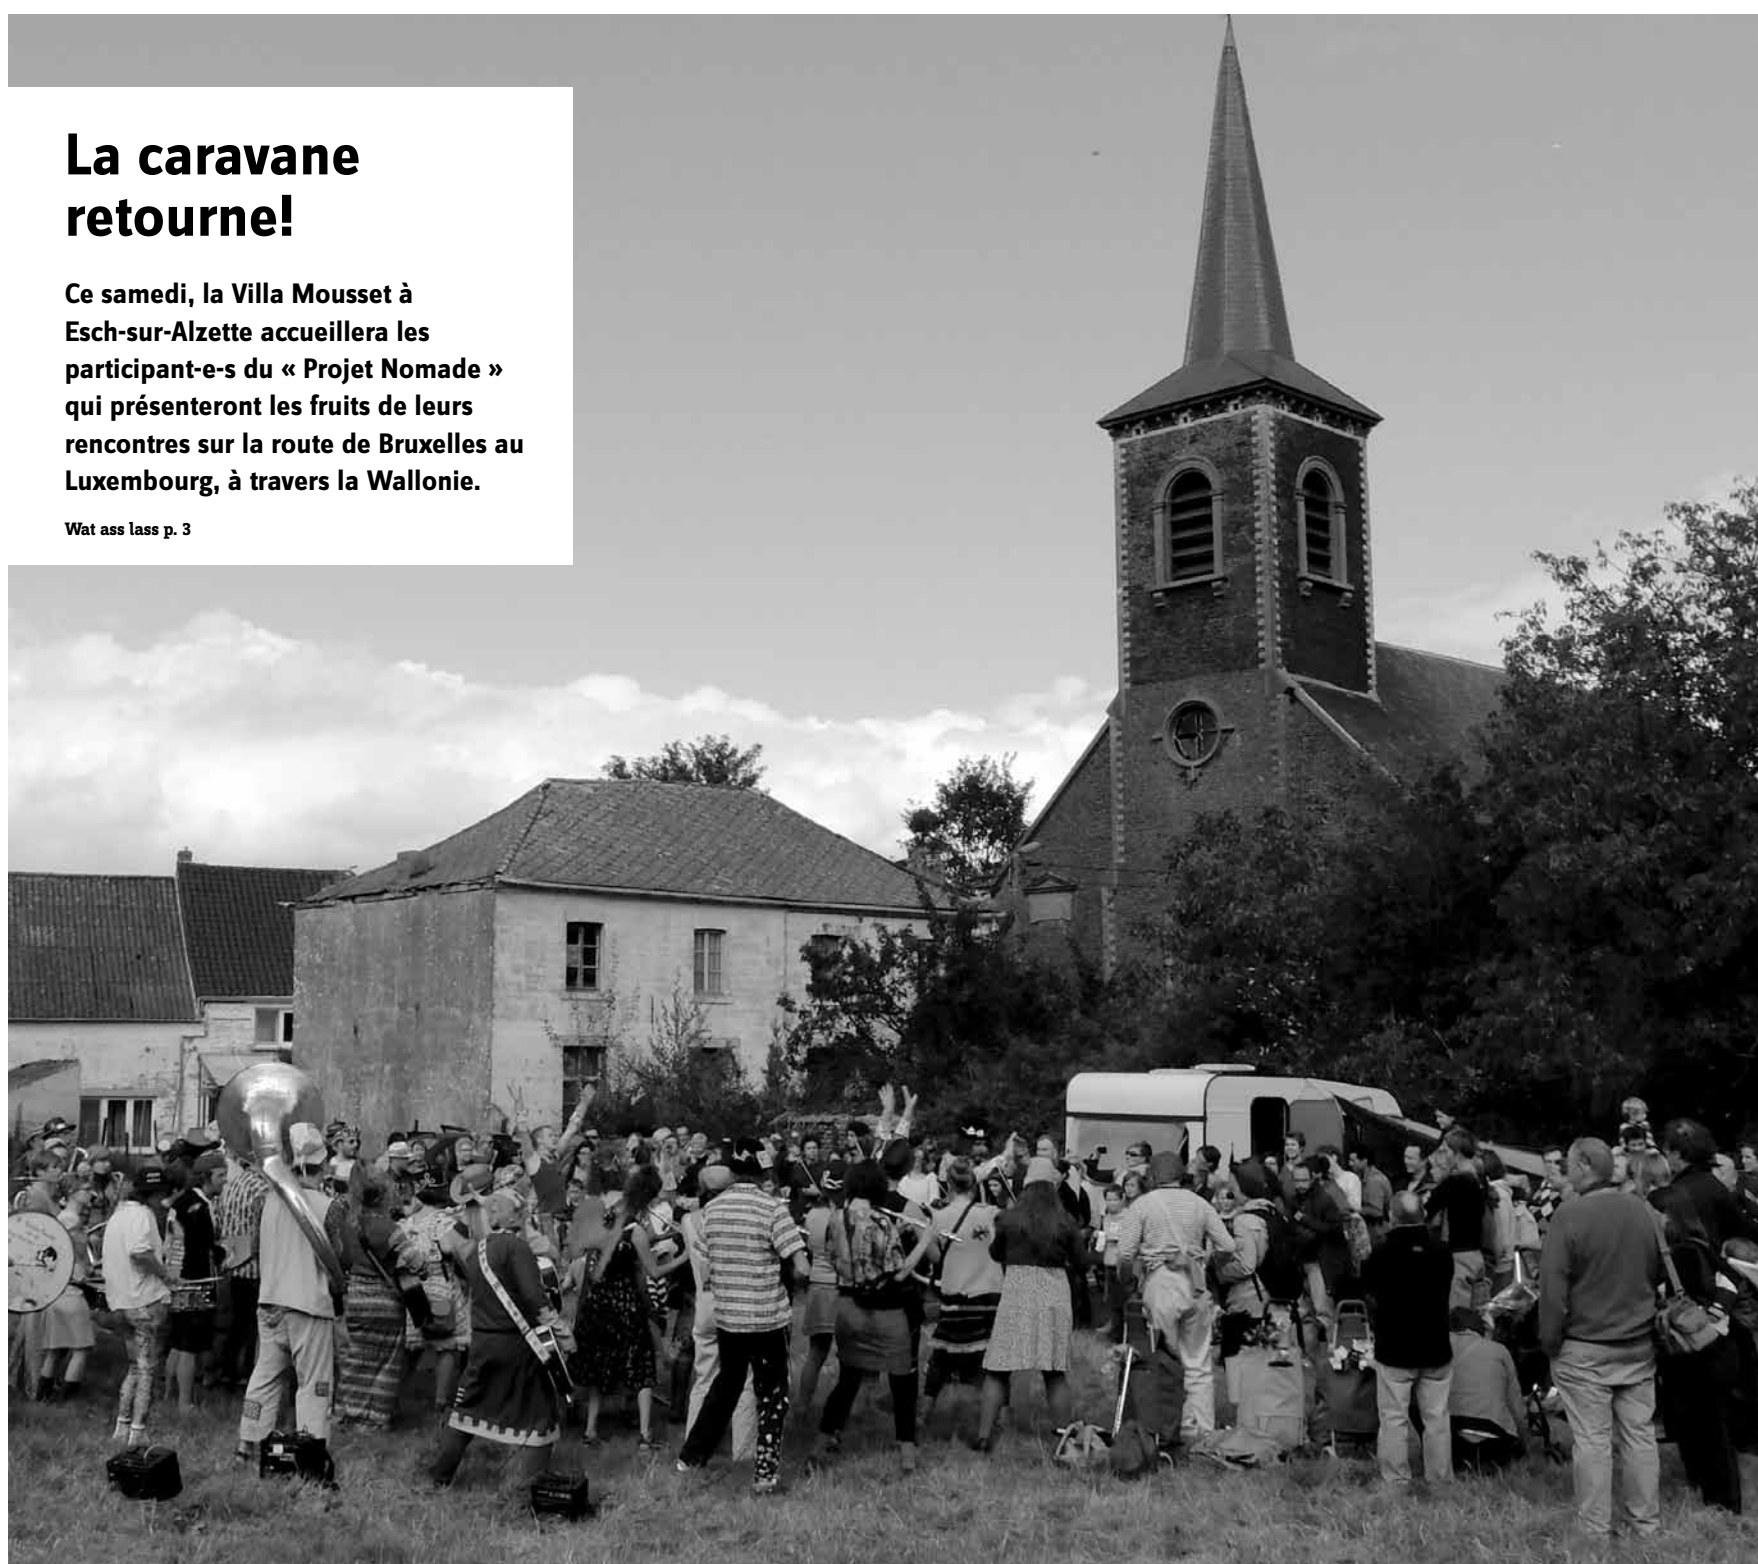 La caravane
retourne!
Ce samedi, la Villa Mousset à
Esch-sur-Alzette accueillera les
participant-e-s du « Projet Nomade »
qui présenteront les fruits de leurs
rencontres sur la route de Bruxelles au
Luxembourg, à travers la Wallonie.
Wat ass lass p. 3